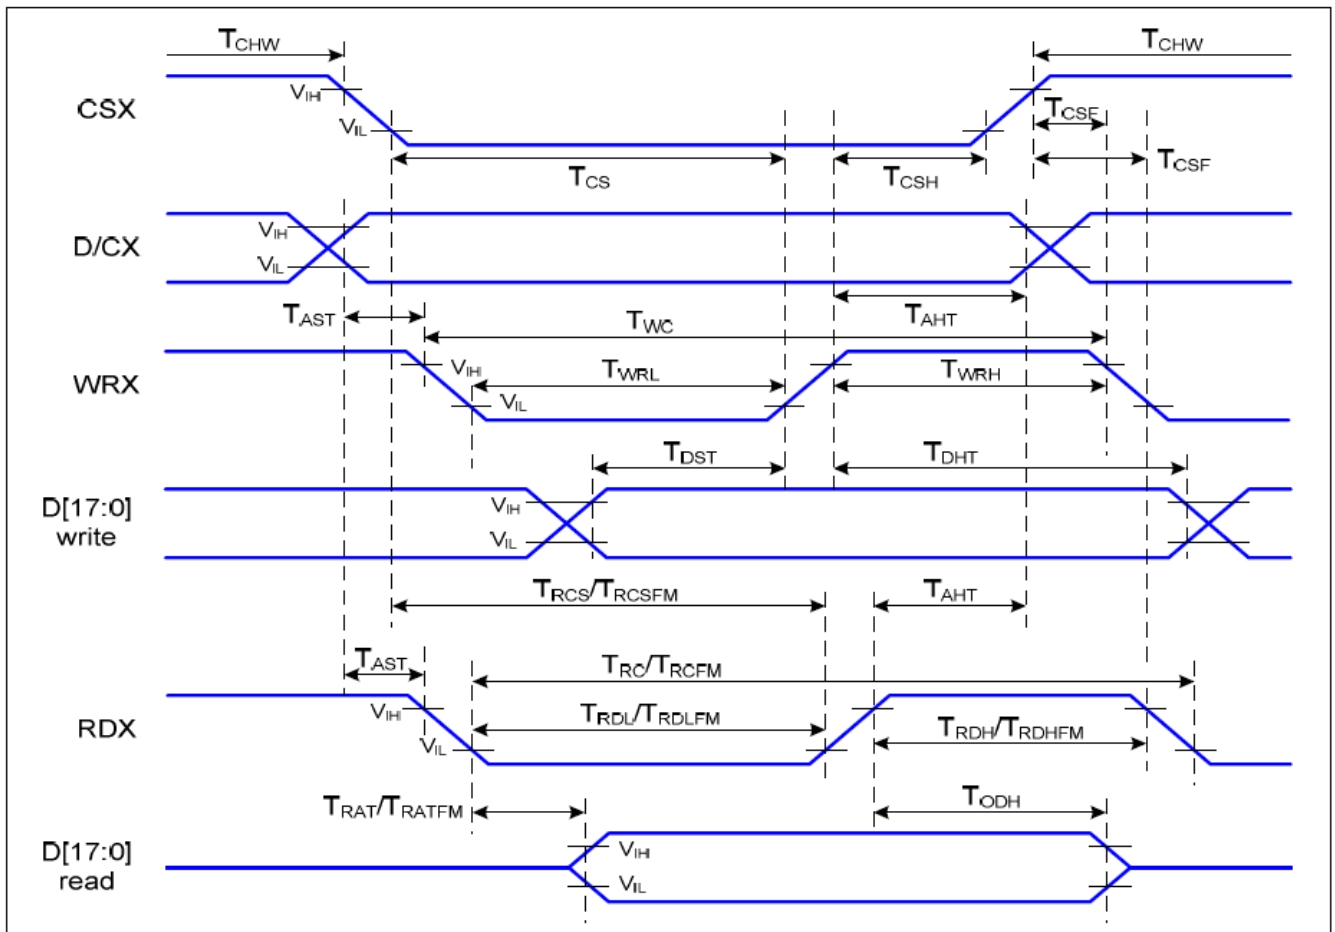 TCHW TCHW
VIH
CSX
TCSF
VIL
TCS TCSH TCSF
VIH
D/CX
VIL
TAST TWC TAHT
VIH
WRX TWRL TWRH
VIL
TDST TDHT
D[17:0]
write
VIH
VIL
TRCS/TRCSFM TAHT
TAST TRC/TRCFM
VIH TRDL/TRDLFM
RDX TRDH/TRDHFM
VIL
TRAT/TRATFM TODH
D[17:0]
read
VIH
VIL